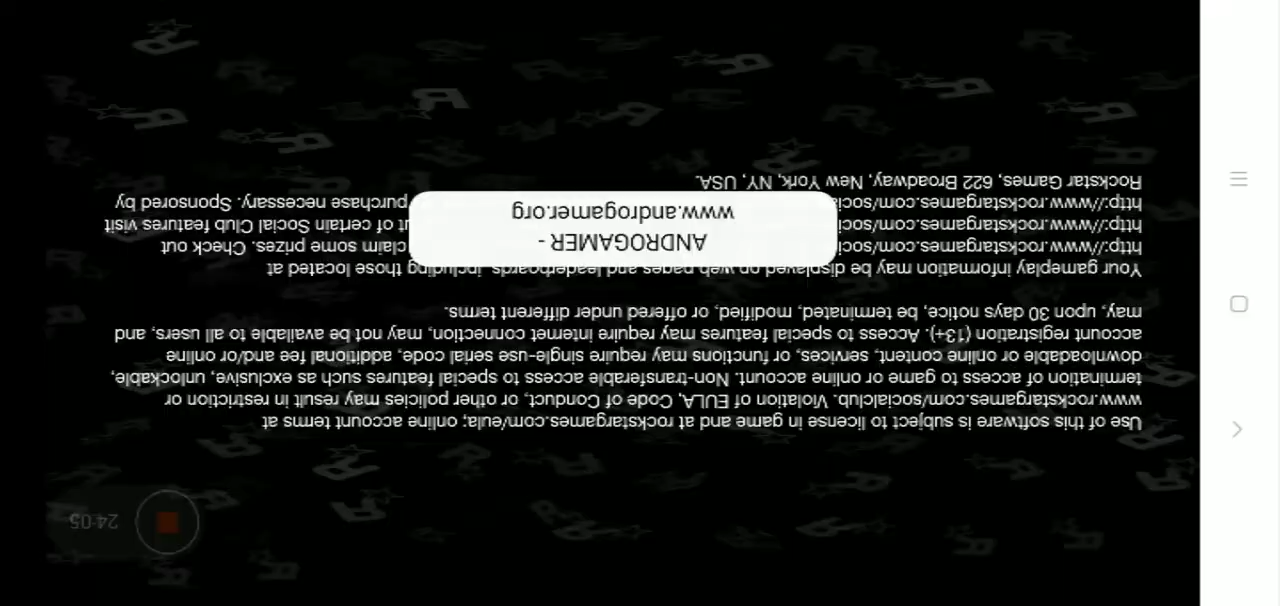 Use of this software is subject to license in game and at rockstargames.com/eula; online account terms at
www.rockstargames.com/socialclub. Violation of EULA, Code of Conduct, or other policies may result in restriction or
termination of access to game or online account. Non-transferable access to special features such as exclusive, unlockable,
downloadable or online content, services, or functions may require single-use serial code, additional fee and/or online
account registration (13+). Access to special features may require internet connection, may not be available to all users, and
may, upon 30 days notice, be terminated, modified, or offered under different terms.
Your gameplay information may be displayed on web pages and leaderboards, including those located at
http://www.rockstargames.com/soci claim some prizes. Check out
http://www.rockstargames.com/soci ut of certain Social Club features visit
http://www.rockstargames.com/soci purchase necessary. Sponsored by
Rockstar Games, 622 Broadway, New York, NY, USA.
ANDROGAMER -
www.androgamer.org
24:05